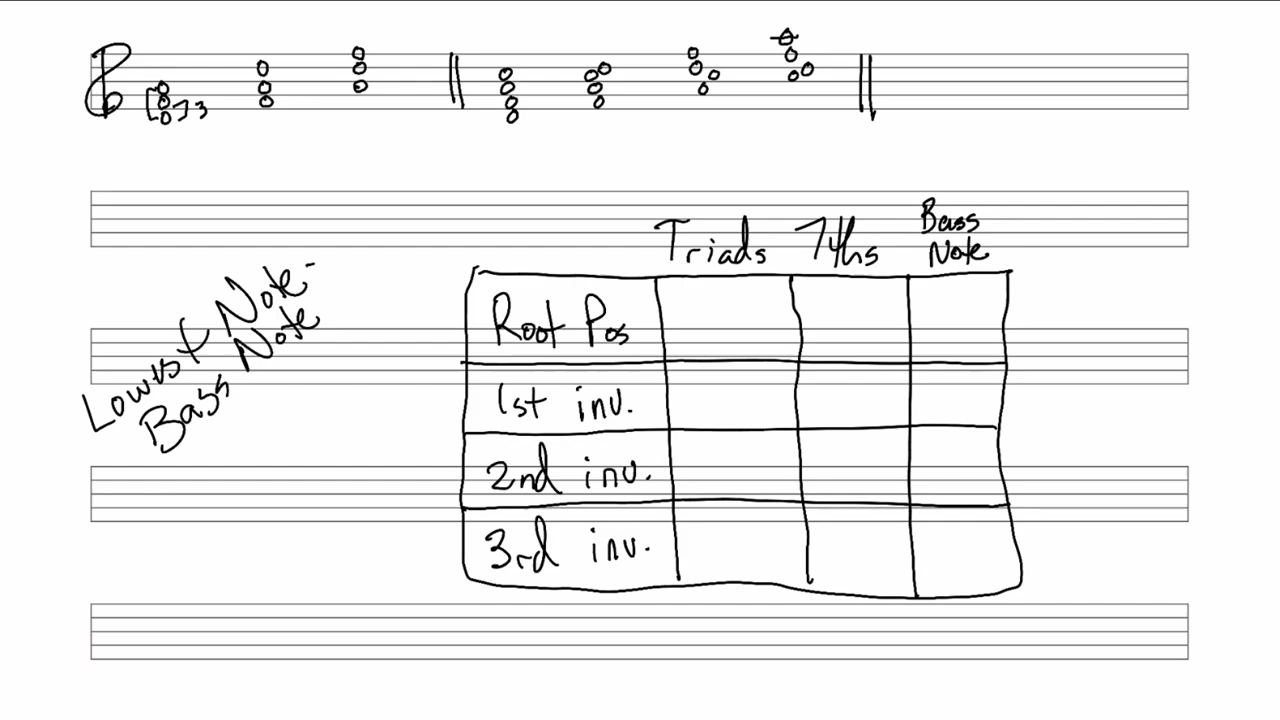 3
Triads 7ths Bass Note
Root Pos
1st inv.
2nd inv.
3rd inv.
Lowest Note-
Bass Note